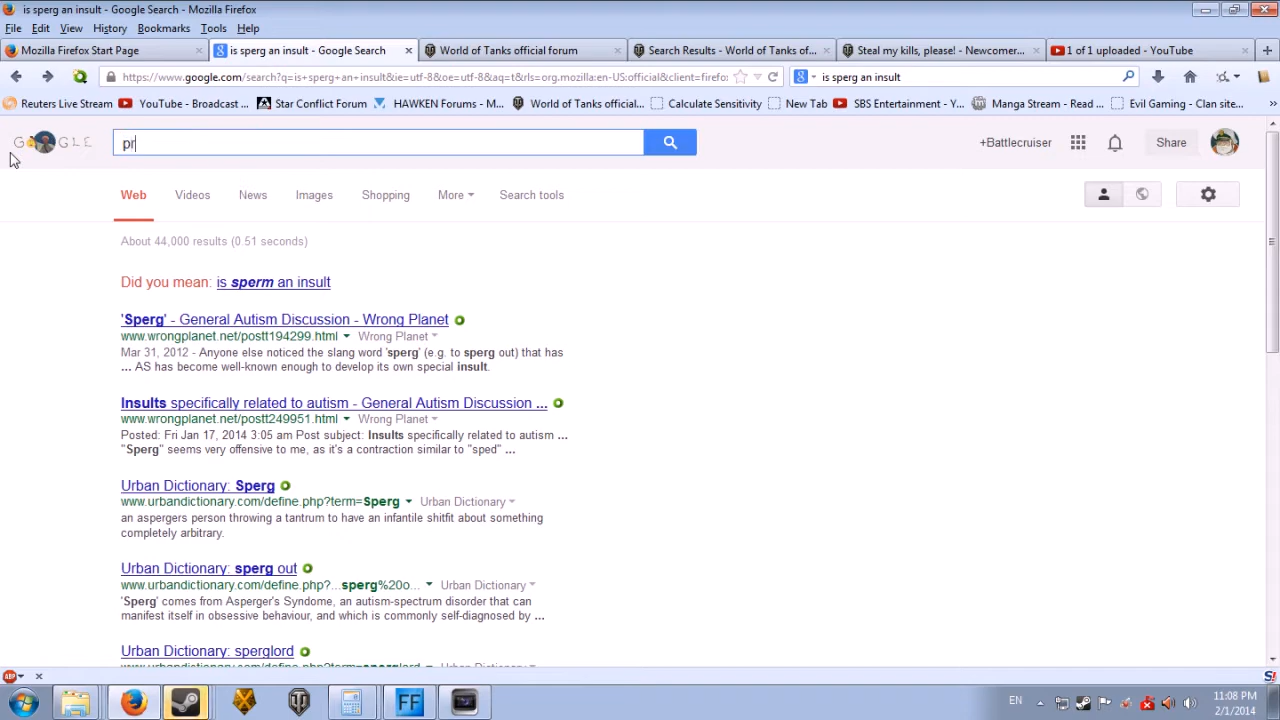 is sperg an insult - Google Search - Mozilla Firefox
File Edit View History Bookmarks Tools Help
Mozilla Firefox Start Page × is sperg an insult - Google Search × World of Tanks official forum × Search Results - World of Tanks of... × Steal my kills, please! - Newcomer... × 1 of 1 uploaded - YouTube ×
https://www.google.com/search?q=is+sperg+an+insult&ie=utf-8&oe=utf-8&aq=t&rls=org.mozilla:en-US:official&client=firefo: is sperg an insult
Reuters Live Stream YouTube - Broadcast ... Star Conflict Forum HAWKEN Forums - M... World of Tanks official... Calculate Sensitivity New Tab SBS Entertainment - Y... Manga Stream - Read ... Evil Gaming - Clan site... »
G GLE pr +Battlecruiser Share
Web Videos News Images Shopping More Search tools
About 44,000 results (0.51 seconds)
Did you mean: is sperm an insult
'Sperg' - General Autism Discussion - Wrong Planet
www.wrongplanet.net/postt194299.html Wrong Planet
Mar 31, 2012 - Anyone else noticed the slang word 'sperg' (e.g. to sperg out) that has
... AS has become well-known enough to develop its own special insult.
Insults specifically related to autism - General Autism Discussion ...
www.wrongplanet.net/postt249951.html Wrong Planet
Posted: Fri Jan 17, 2014 3:05 am Post subject: Insults specifically related to autism ...
"Sperg" seems very offensive to me, as it's a contraction similar to "sped" ...
Urban Dictionary: Sperg
www.urbandictionary.com/define.php?term=Sperg Urban Dictionary
an aspergers person throwing a tantrum to have an infantile shitfit about something
completely arbitrary.
Urban Dictionary: sperg out
www.urbandictionary.com/define.php?...sperg%20o... Urban Dictionary
'Sperg' comes from Asperger's Syndome, an autism-spectrum disorder that can
manifest itself in obsessive behaviour, and which is commonly self-diagnosed by ...
Urban Dictionary: sperglord
www.urbandictionary.com/define.php?term=sperglord Urban Dictionary
ABP × S!
FF EN 11:08 PM
2/1/2014